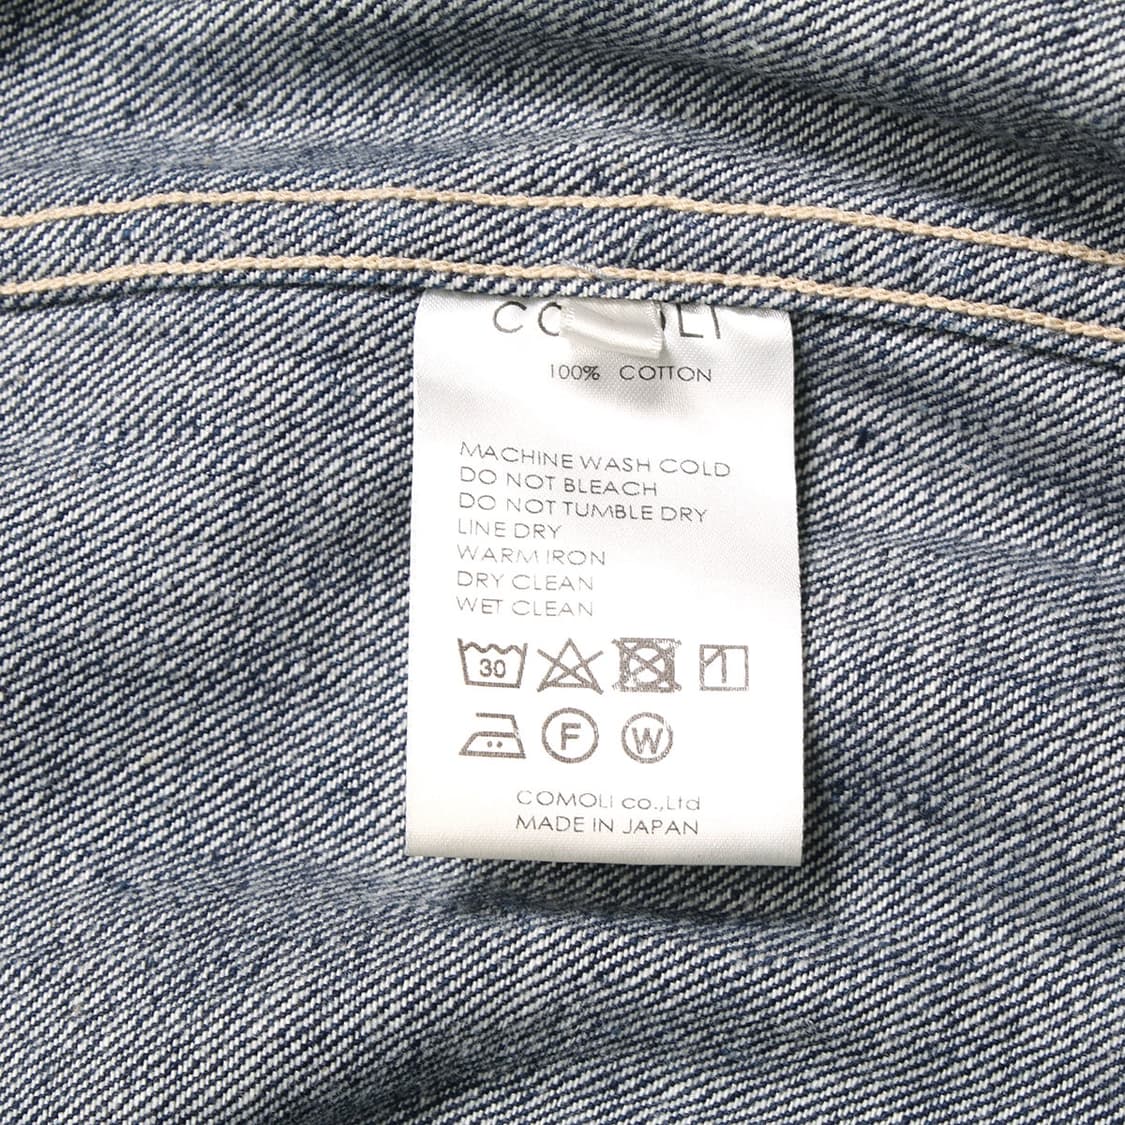 COMOLI
100% COTTON
MACHINE WASH COLD
DO NOT BLEACH
DO NOT TUMBLE DRY
LINE DRY
WARM IRON
DRY CLEAN
WET CLEAN
30
F W
COMOLI co.,Ltd
MADE IN JAPAN